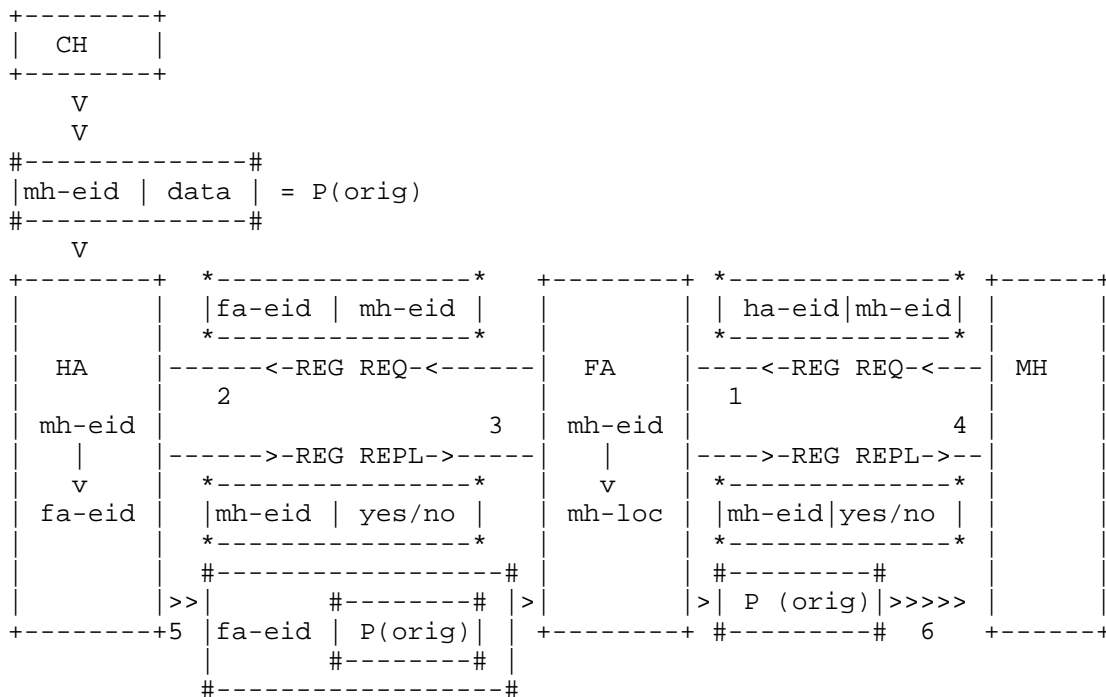 +--------+
|   CH   |
+--------+
    V
    V
#--------------#
|mh-eid | data | = P(orig)
#--------------#
    V
+--------+  *----------------*   +--------+ *--------------* +------+
|        |  |fa-eid | mh-eid |   |        | | ha-eid|mh-eid| |      |
|        |  *----------------*   |        | *--------------* |      |
|  HA    |------<-REG REQ-<------|  FA    |----<-REG REQ-<---| MH   |
|        |   2                   |        |  1               |      |
| mh-eid |                    3  | mh-eid |                4 |      |
|   |    |------>-REG REPL->-----|   |    |---->-REG REPL->--|      |
|   v    |  *----------------*   |   v    | *--------------* |      |
| fa-eid |  |mh-eid | yes/no |   | mh-loc | |mh-eid|yes/no | |      |
|        |  *----------------*   |        | *--------------* |      |
|        |  #------------------# |        | #---------#      |      |
|        |>>|       #--------# |>|        |>| P (orig)|>>>>> |      |
+--------+5 |fa-eid | P(orig)| | +--------+ #---------#  6   +------+
            |       #--------# |
            #------------------#